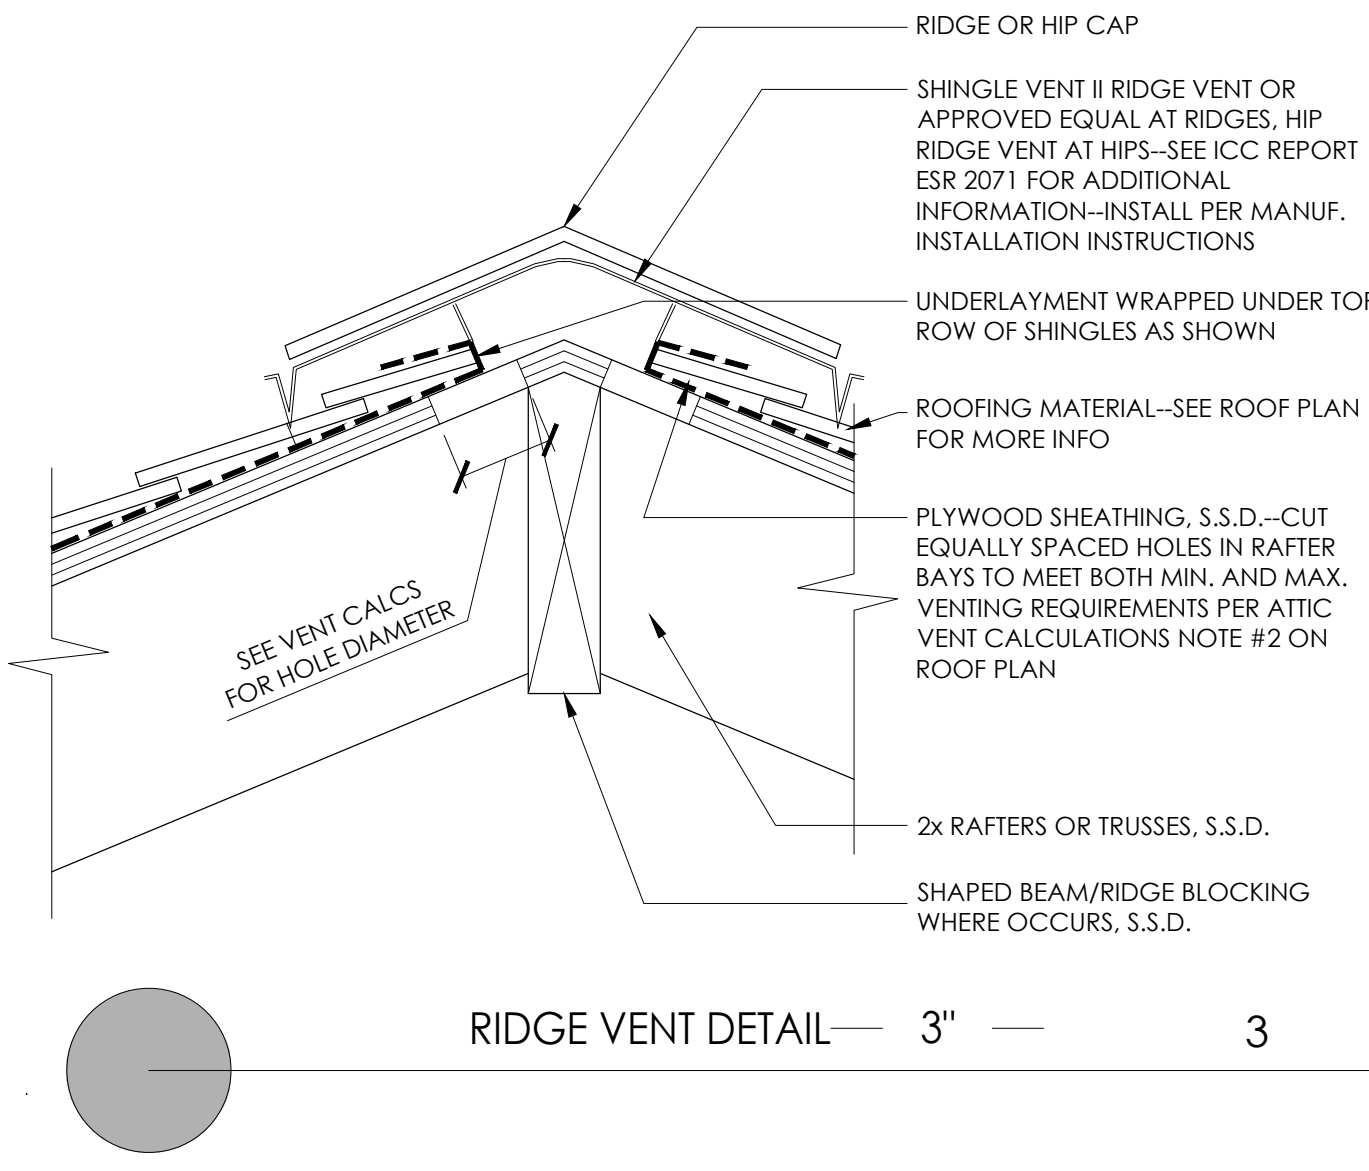 RIDGE OR HIP CAP
SHINGLE VENT II RIDGE VENT OR
APPROVED EQUAL AT RIDGES, HIP
RIDGE VENT AT HIPS--SEE ICC REPORT
ESR 2071 FOR ADDITIONAL
INFORMATION--INSTALL PER MANUF.
INSTALLATION INSTRUCTIONS
UNDERLAYMENT WRAPPED UNDER TOP
ROW OF SHINGLES AS SHOWN
ROOFING MATERIAL--SEE ROOF PLAN
FOR MORE INFO
PLYWOOD SHEATHING, S.S.D.--CUT
EQUALLY SPACED HOLES IN RAFTER
BAYS TO MEET BOTH MIN. AND MAX.
VENTING REQUIREMENTS PER ATTIC
VENT CALCULATIONS NOTE #2 ON
ROOF PLAN
SEE VENT CALCS
FOR HOLE DIAMETER
2x RAFTERS OR TRUSSES, S.S.D.
SHAPED BEAM/RIDGE BLOCKING
WHERE OCCURS, S.S.D.
RIDGE VENT DETAIL — 3" — 3